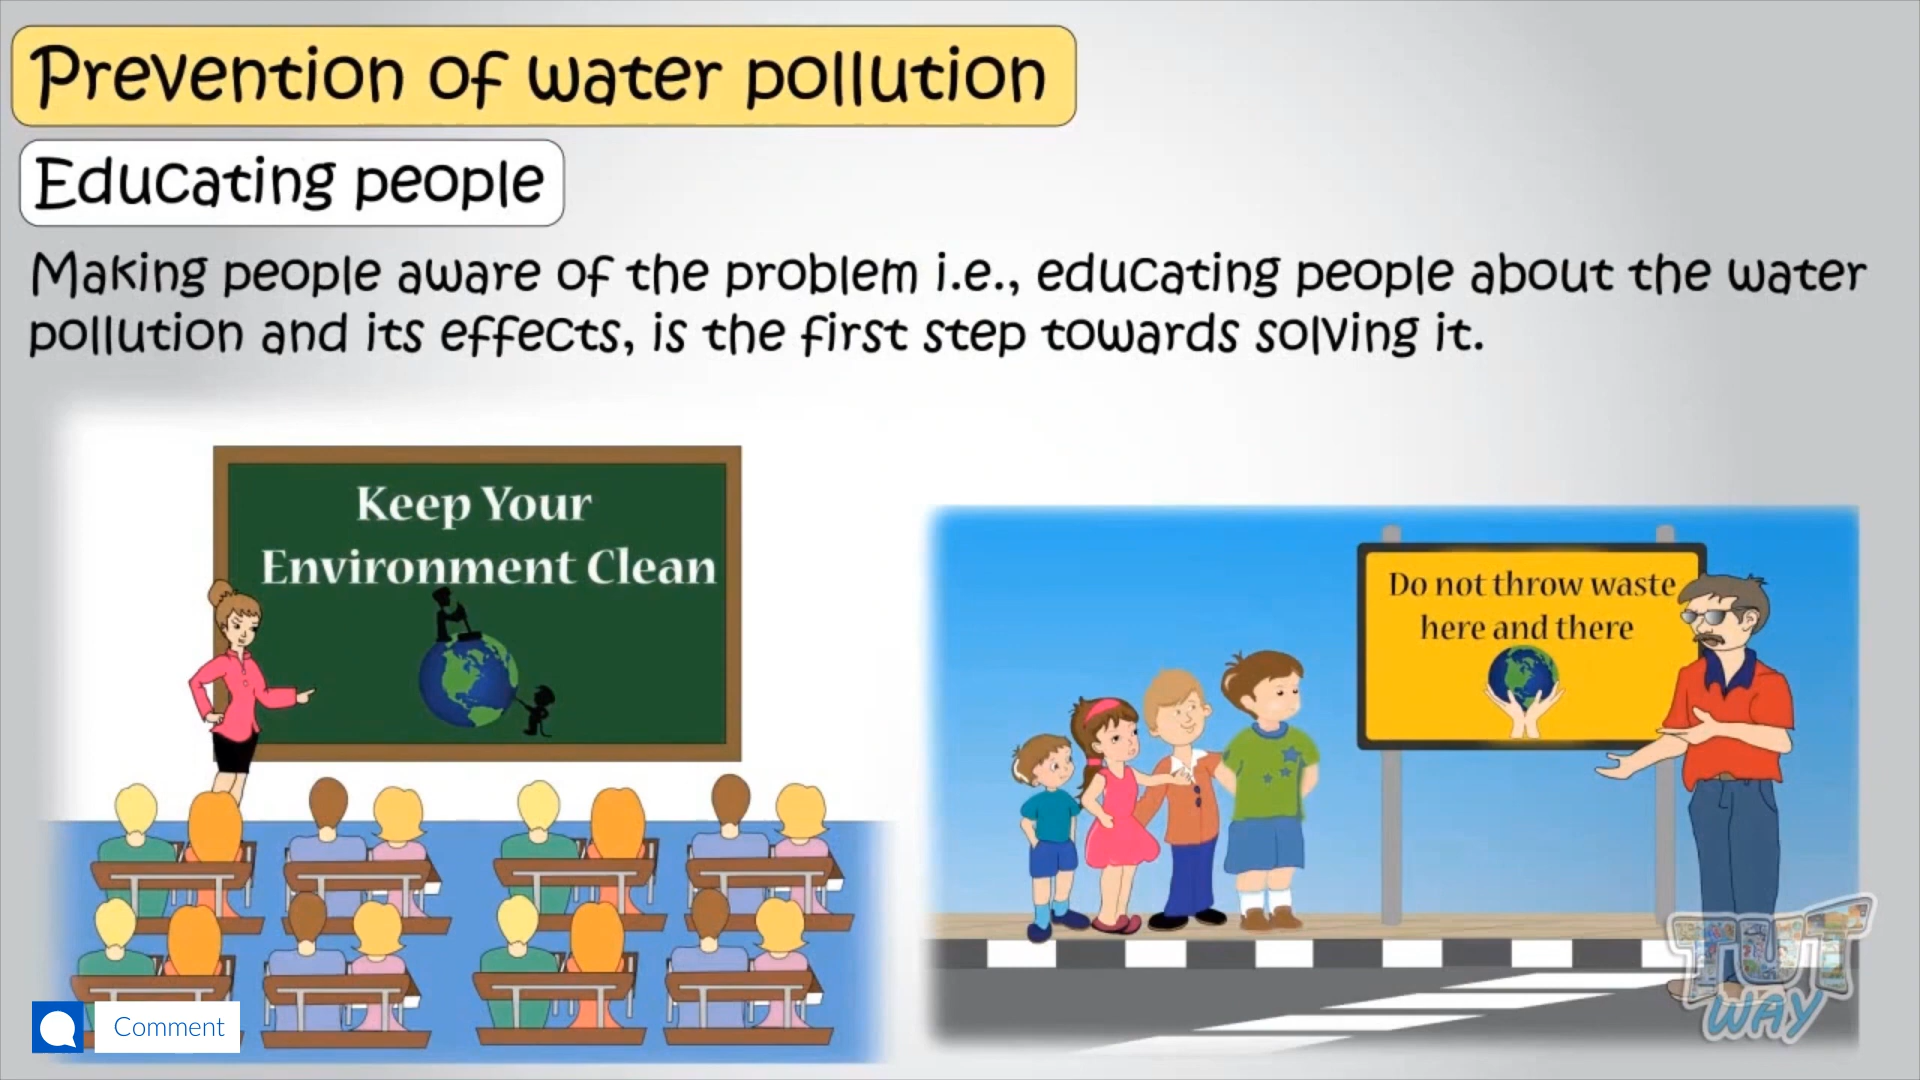 Prevention of water pollution
Educating people
Making people aware of the problem i.e., educating people about the water
pollution and its effects, is the first step towards solving it.
Keep Your
Environment Clean
Do not throw waste
here and there
TUT
WAY
Comment